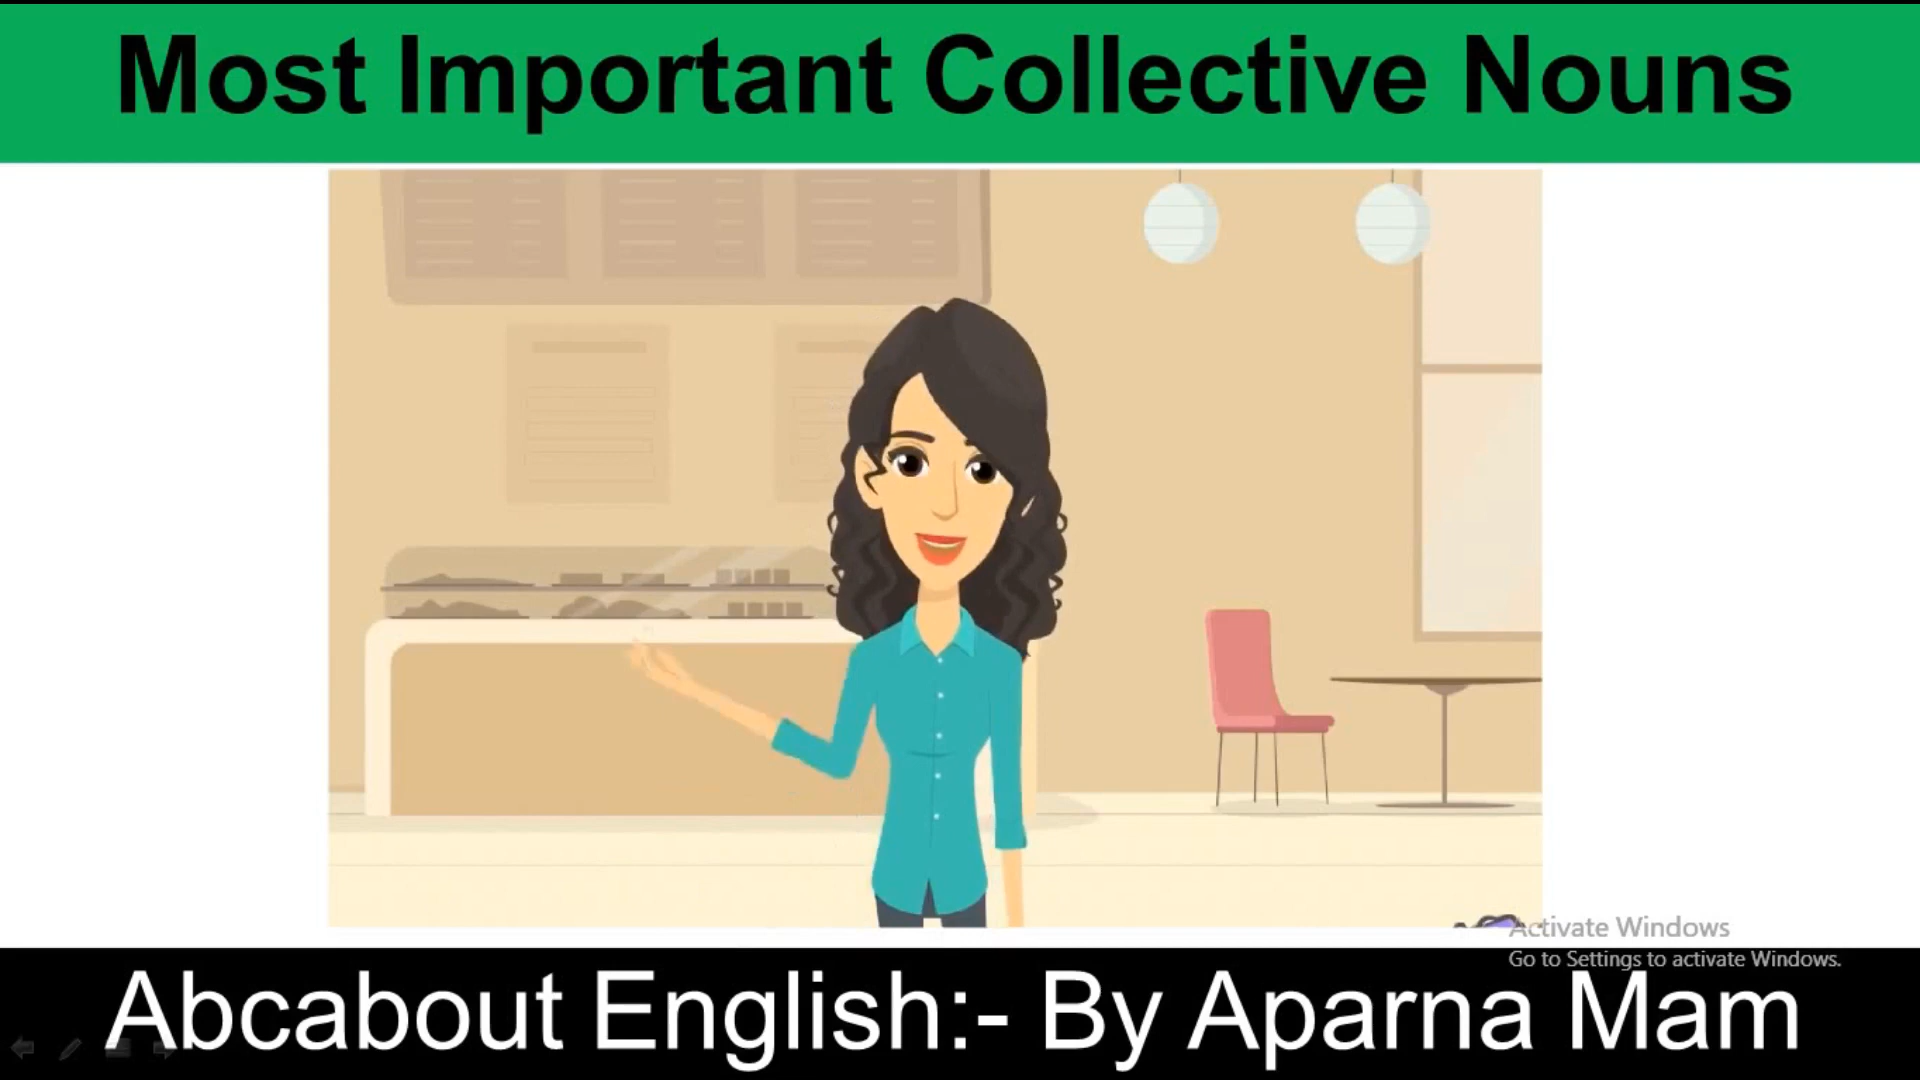 Most Important Collective Nouns
Activate Windows
Go to Settings to activate Windows.
Abcabout English:- By Aparna Mam